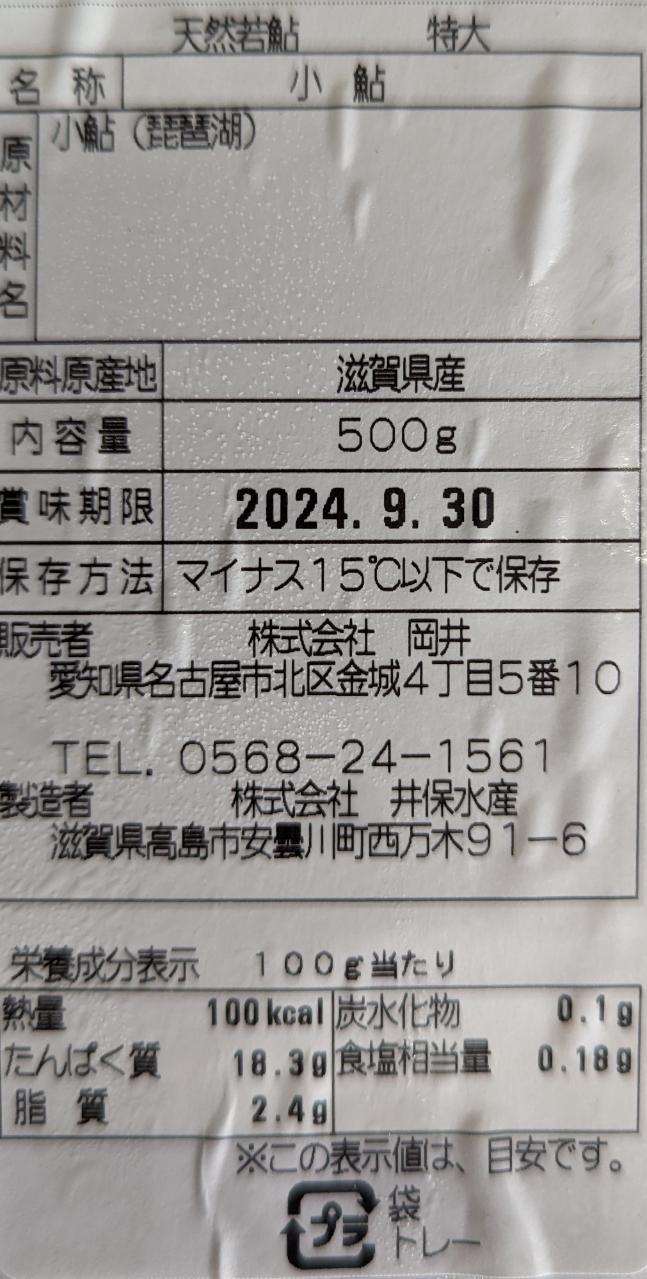 天然若鮎 特大
名称 小鮎
原材料名 小鮎（琵琶湖）
原料原産地 滋賀県産
内容量 500g
賞味期限 2024.9.30
保存方法 マイナス15℃以下で保存
販売者 株式会社 岡井
愛知県名古屋市北区金城4丁目5番10
TEL. 0568-24-1561
製造者 株式会社 井保水産
滋賀県高島市安曇川町西万木91-6
栄養成分表示 100g当たり
熱量 100kcal 炭水化物 0.1g
たんぱく質 18.3g 食塩相当量 0.18g
脂質 2.4g
※この表示値は、目安です。
プラ 袋
トレー